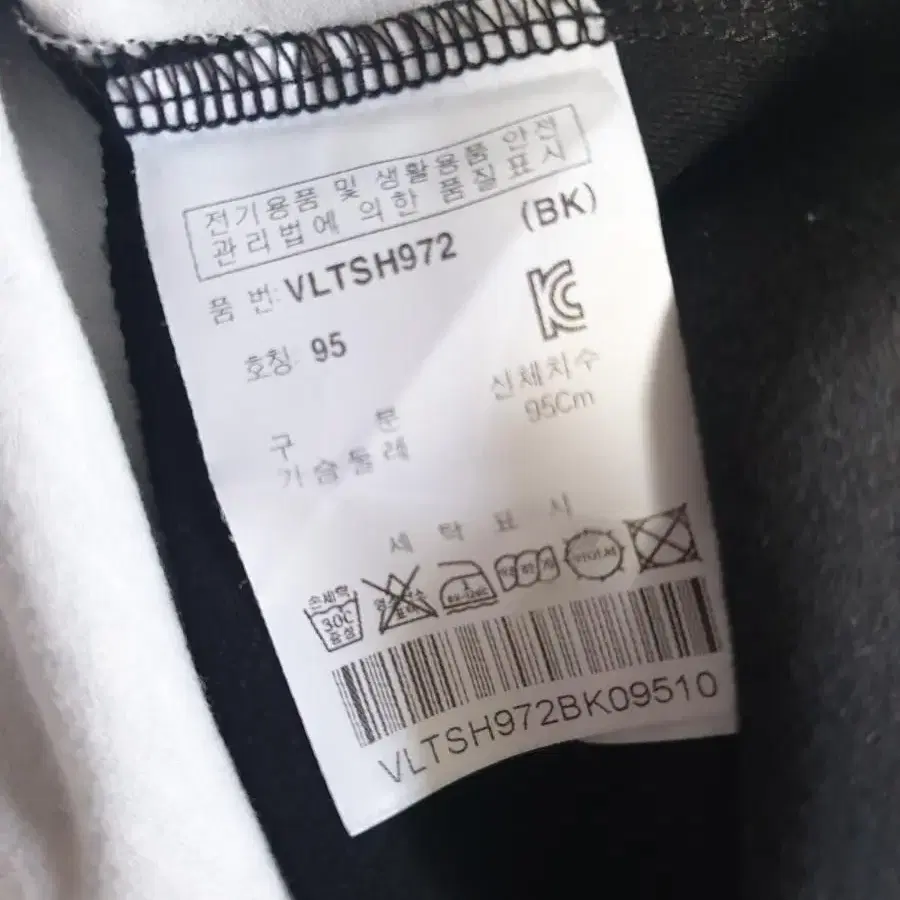 전기용품 및 생활용품 안전
관리법에 의한 품질표시
품 번: VLTSH972 (BK)
호칭: 95
구 분 신체치수
가슴둘레 95Cm
세 탁 표 시
손세탁
30C
중성
VLTSH972BK09510